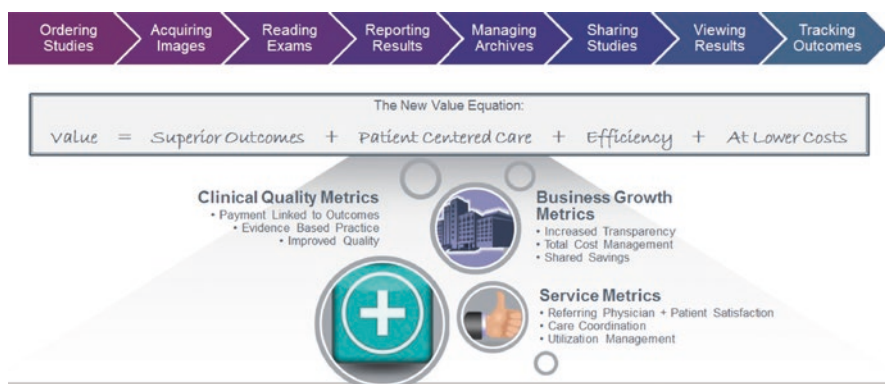 Ordering Studies
Acquiring Images
Reading Exams
Reporting Results
Managing Archives
Sharing Studies
Viewing Results
Tracking Outcomes
The New Value Equation:
Value = Superior Outcomes + Patient Centered Care + Efficiency + At Lower Costs
Clinical Quality Metrics
• Payment Linked to Outcomes
• Evidence Based Practice
• Improved Quality
Business Growth
Metrics
• Increased Transparency
• Total Cost Management
• Shared Savings
Service Metrics
• Referring Physician + Patient Satisfaction
• Care Coordination
• Utilization Management